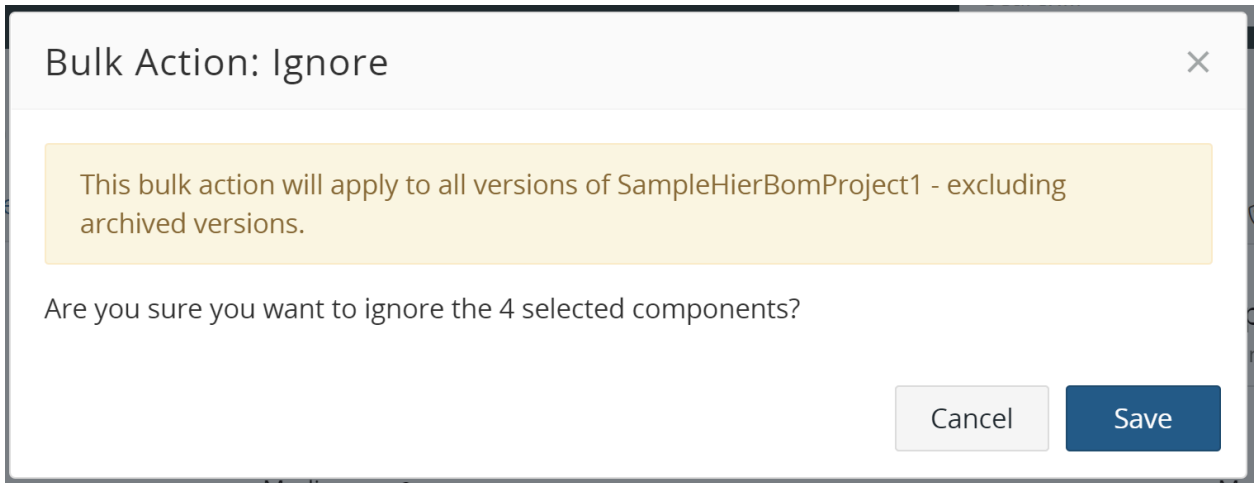 Bulk Action: Ignore
This bulk action will apply to all versions of SampleHierBomProject1 - excluding
archived versions.
Are you sure you want to ignore the 4 selected components?
Cancel
Save